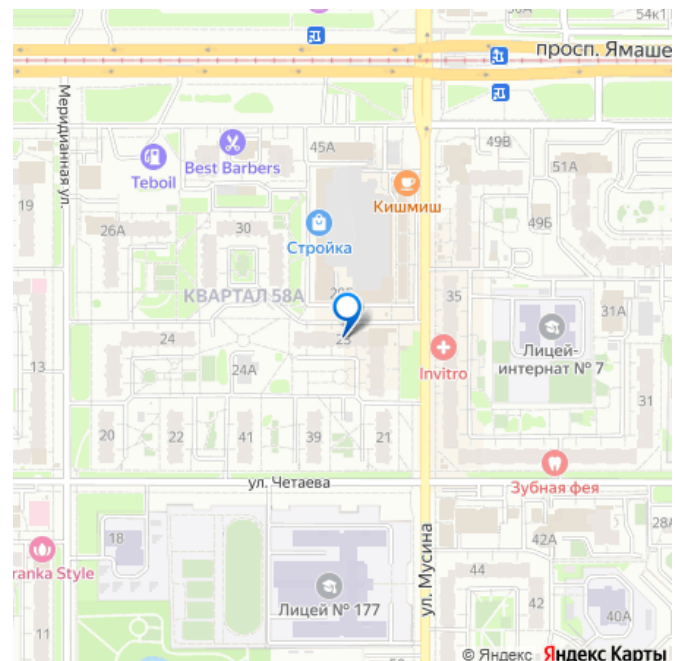 54к1
просп. Ямаше
Меридианная ул.
45А
49В
51А
Teboil
Best Barbers
Кишмиш
19
26А
30
49Б
Стройка
КВАРТАЛ 58А
35
31А
Лицей-
интернат № 7
24
13
24А
Invitro
31
20
22
41
39
21
ул. Четаева
Зубная фея
18
42А
28А
ranka Style
ул. Мусина
44
Лицей № 177
42
40А
11
© Яндекс Яндекс Карты